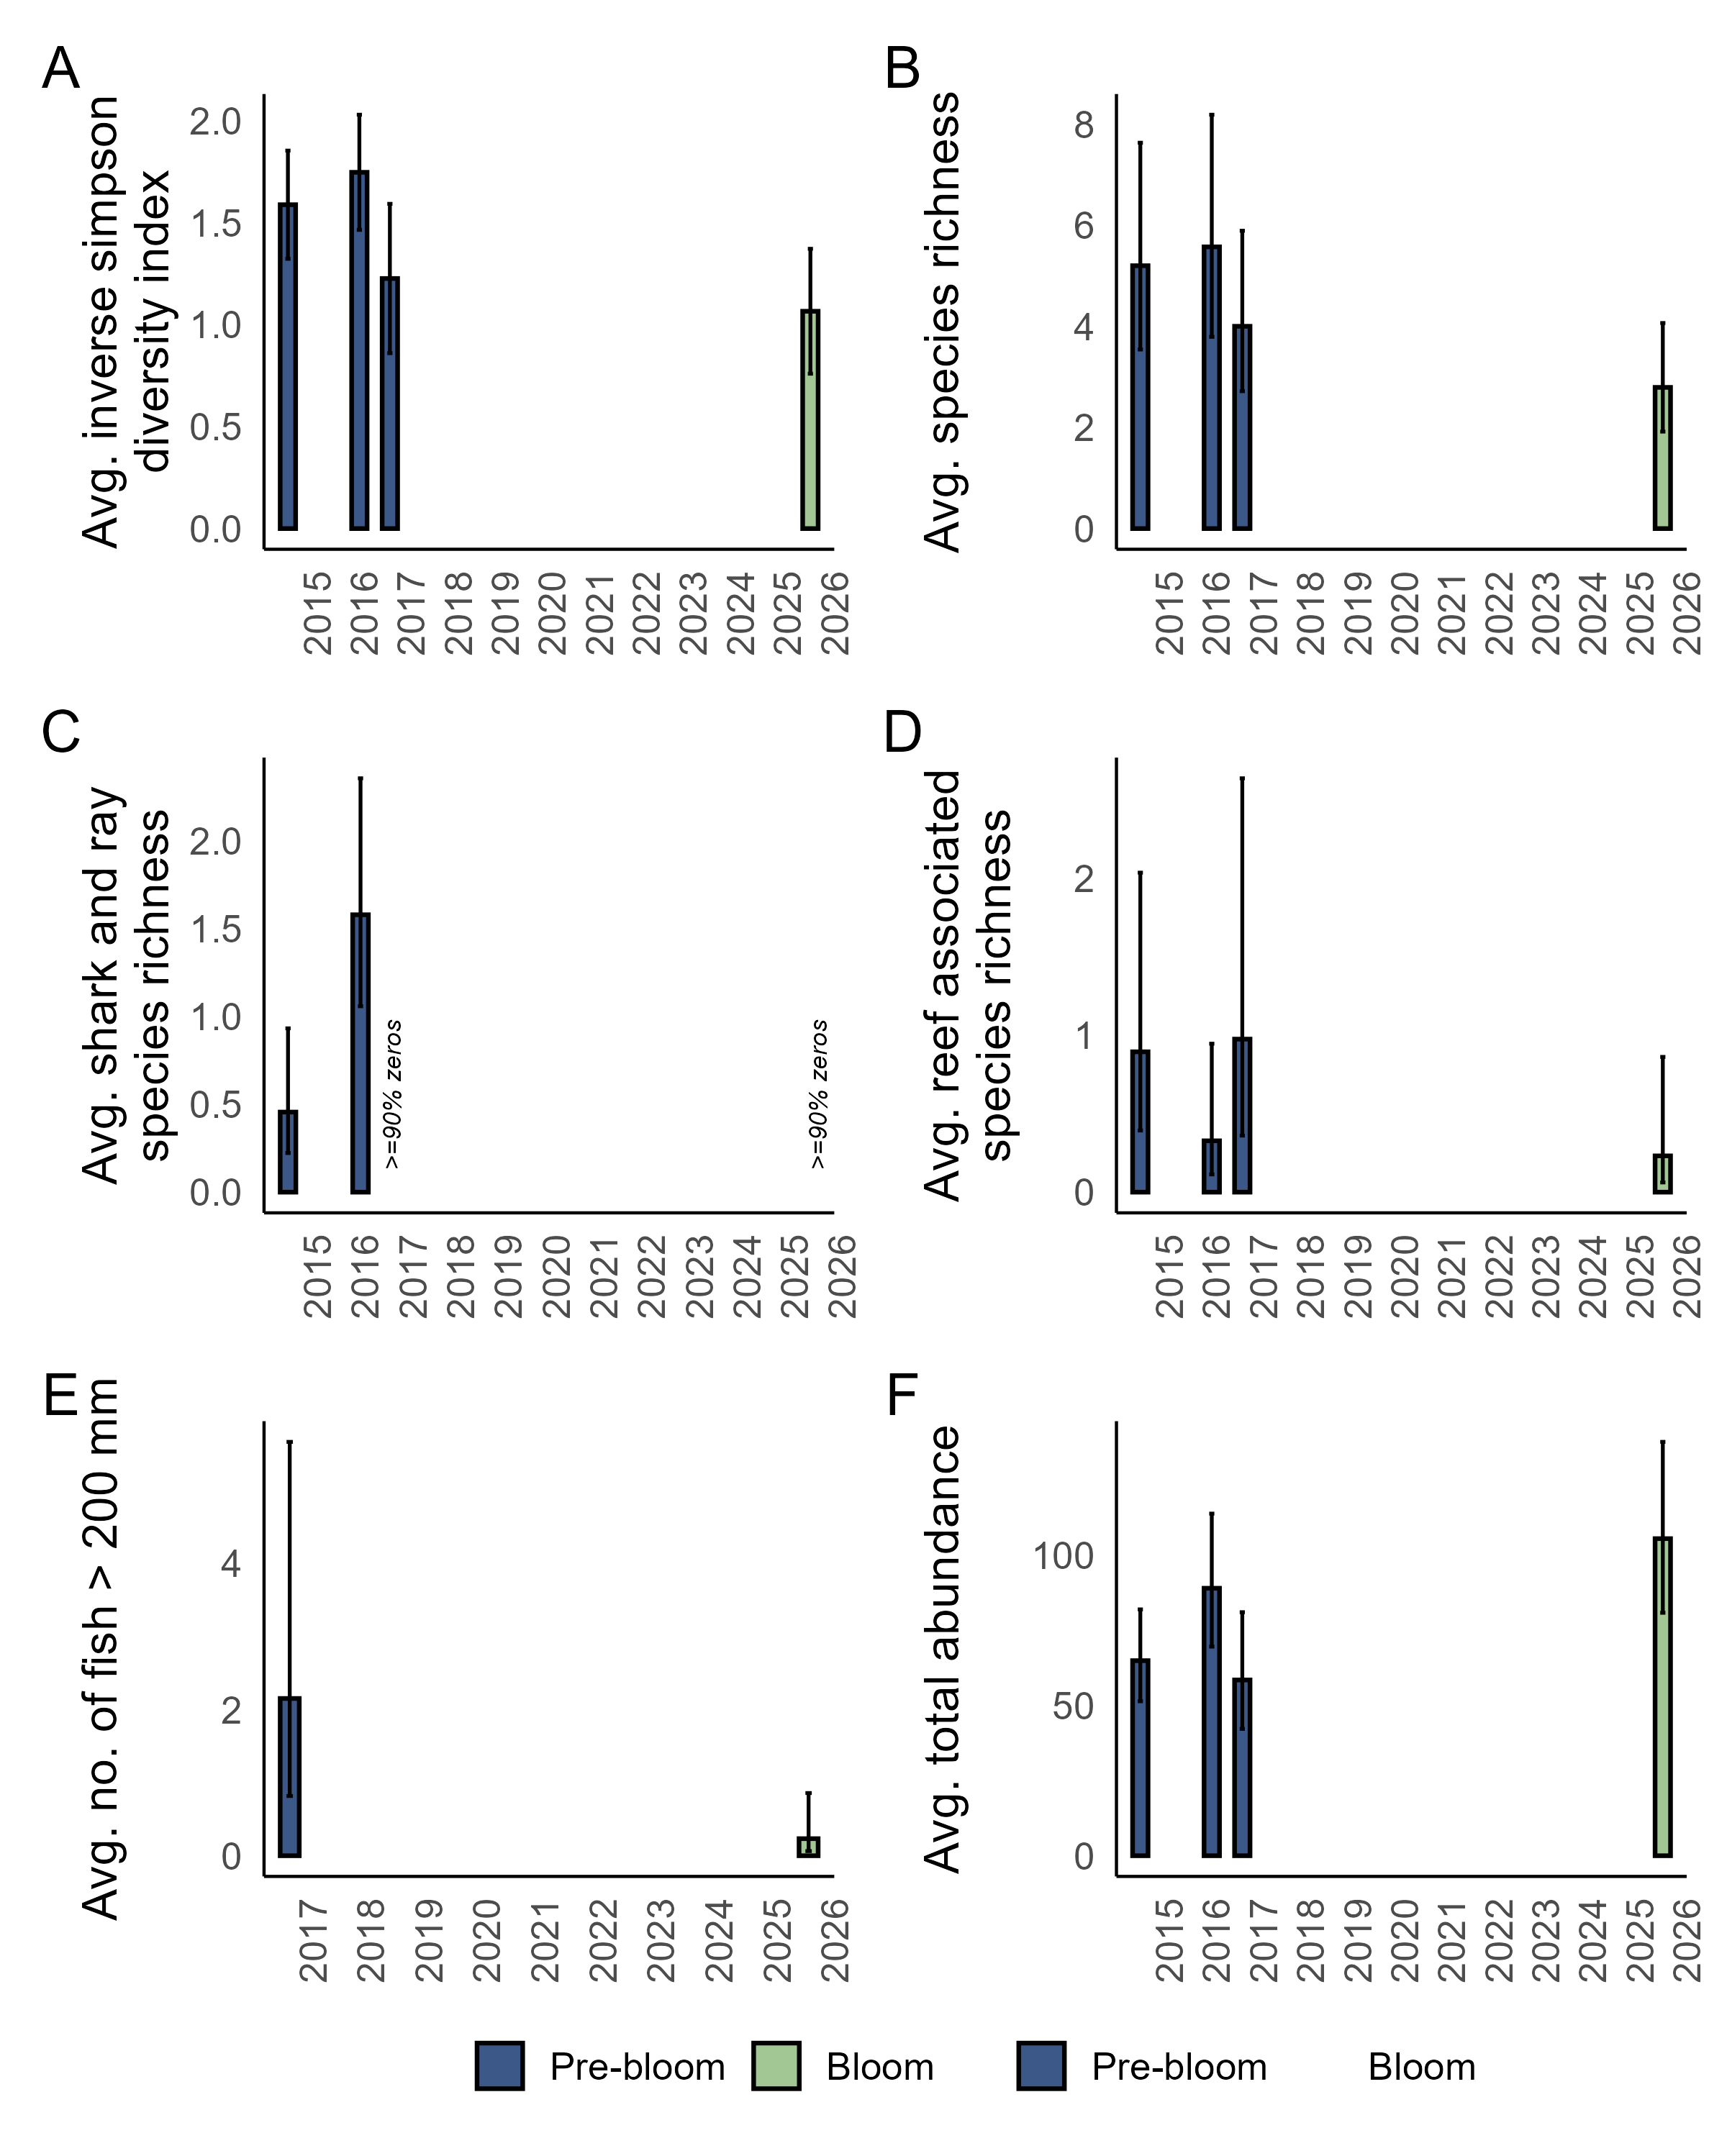 A
Avg. inverse simpson
diversity index
2.0
1.5
1.0
0.5
0.0
2015 2016 2017 2018 2019 2020 2021 2022 2023 2024 2025 2026
B
Avg. species richness
8
6
4
2
0
2015 2016 2017 2018 2019 2020 2021 2022 2023 2024 2025 2026
C
Avg. shark and ray
species richness
2.0
1.5
1.0
0.5
0.0
>=90% zeros
>=90% zeros
2015 2016 2017 2018 2019 2020 2021 2022 2023 2024 2025 2026
D
Avg. reef associated
species richness
2
1
0
2015 2016 2017 2018 2019 2020 2021 2022 2023 2024 2025 2026
E
Avg. no. of fish > 200 mm
4
2
0
2017 2018 2019 2020 2021 2022 2023 2024 2025 2026
F
Avg. total abundance
100
50
0
2015 2016 2017 2018 2019 2020 2021 2022 2023 2024 2025 2026
Pre-bloom Bloom Pre-bloom Bloom